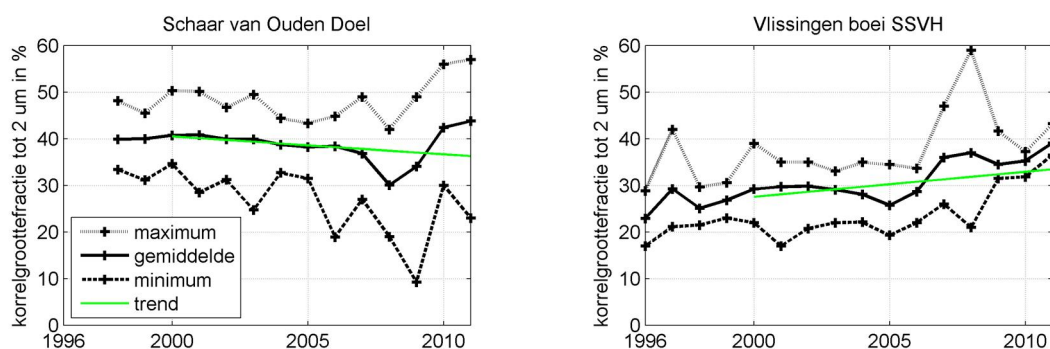 Schaar van Ouden Doel
korrelgroottefractie tot 2 um in %
60
50
40
30
20
10
0
maximum
gemiddelde
minimum
trend
1996
2000
2005
2010
Vlissingen boei SSVH
korrelgroottefractie tot 2 um in %
60
50
40
30
20
10
0
1996
2000
2005
2010